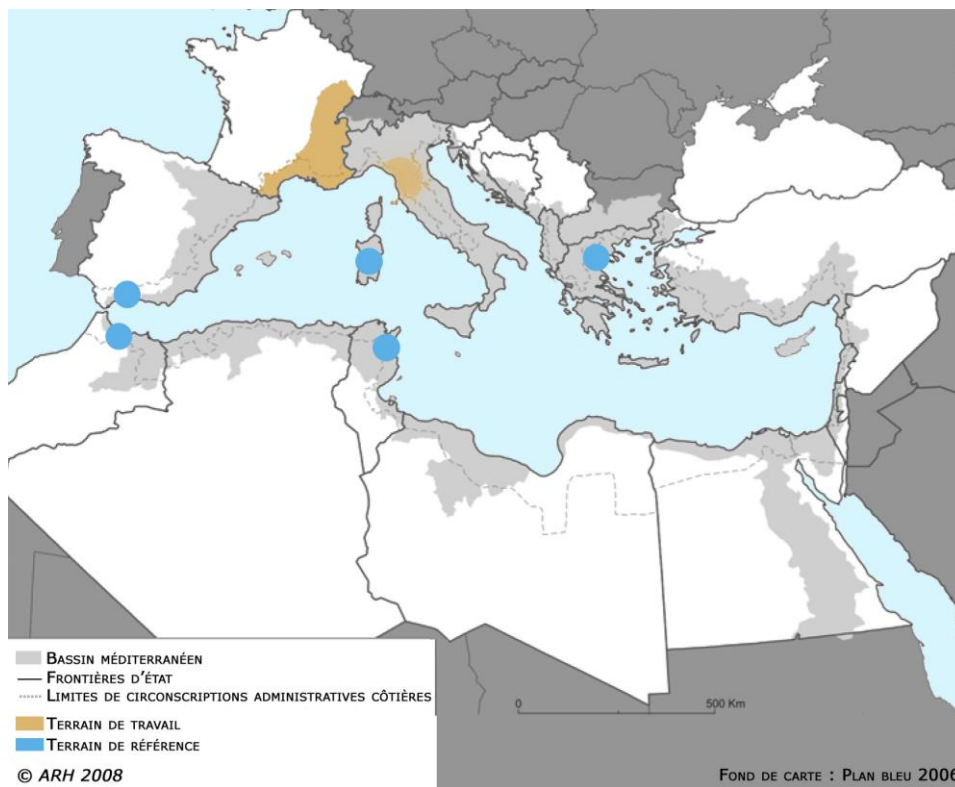 BASSIN MÉDITERRANÉEN
FRONTIÈRES D'ÉTAT
LIMITES DE CIRCONSCRIPTIONS ADMINISTRATIVES CÔTIÈRES
0 500 Km
TERRAIN DE TRAVAIL
TERRAIN DE RÉFÉRENCE
© ARH 2008
FOND DE CARTE : PLAN BLEU 2006